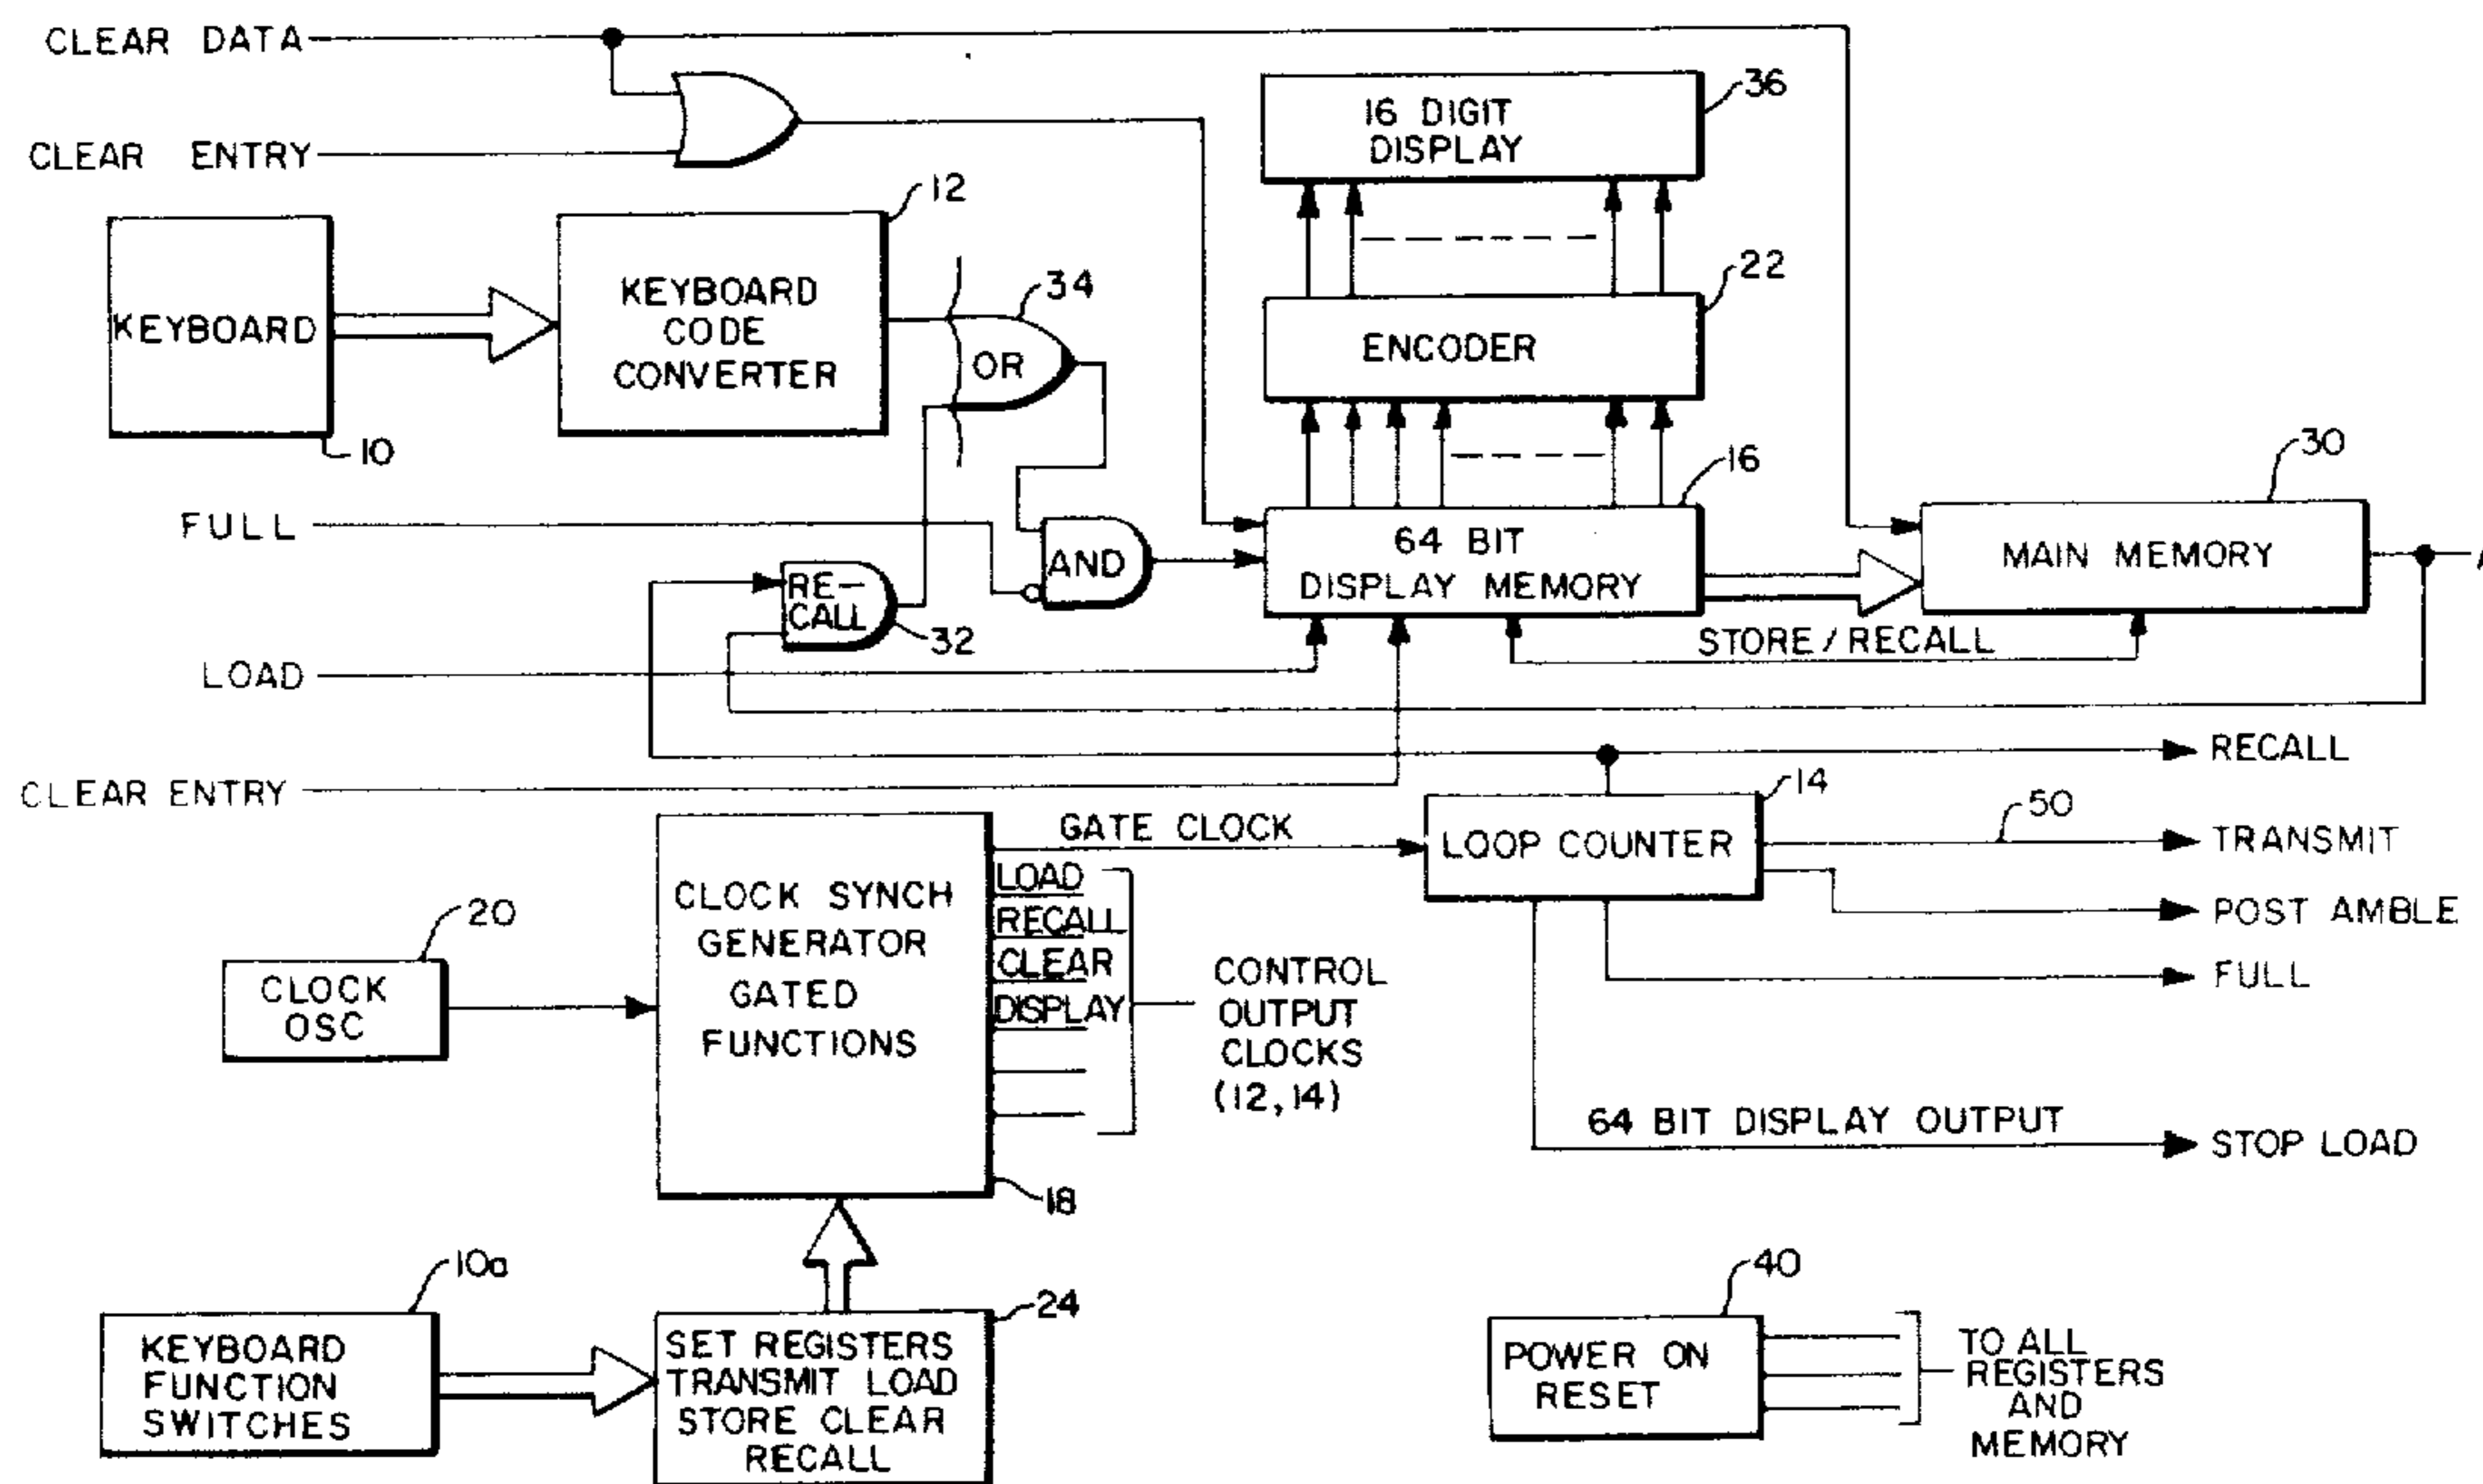 CLEAR DATA
CLEAR ENTRY
36
16 DIGIT
DISPLAY
12
22
KEYBOARD
10
KEYBOARD
CODE
CONVERTER
34
OR
ENCODER
16
30
FULL
AND
64 BIT
DISPLAY MEMORY
MAIN MEMORY
RE-
CALL
32
STORE / RECALL
LOAD
RECALL
CLEAR ENTRY
14
50
GATE CLOCK
LOOP COUNTER
TRANSMIT
LOAD
RECALL
CLEAR
DISPLAY
CLOCK SYNCH
GENERATOR
GATED
FUNCTIONS
POST AMBLE
20
CLOCK
OSC
CONTROL
OUTPUT
CLOCKS
(12,14)
FULL
64 BIT DISPLAY OUTPUT
STOP LOAD
18
10a
24
40
KEYBOARD
FUNCTION
SWITCHES
SET REGISTERS
TRANSMIT LOAD
STORE CLEAR
RECALL
POWER ON
RESET
TO ALL
REGISTERS
AND
MEMORY